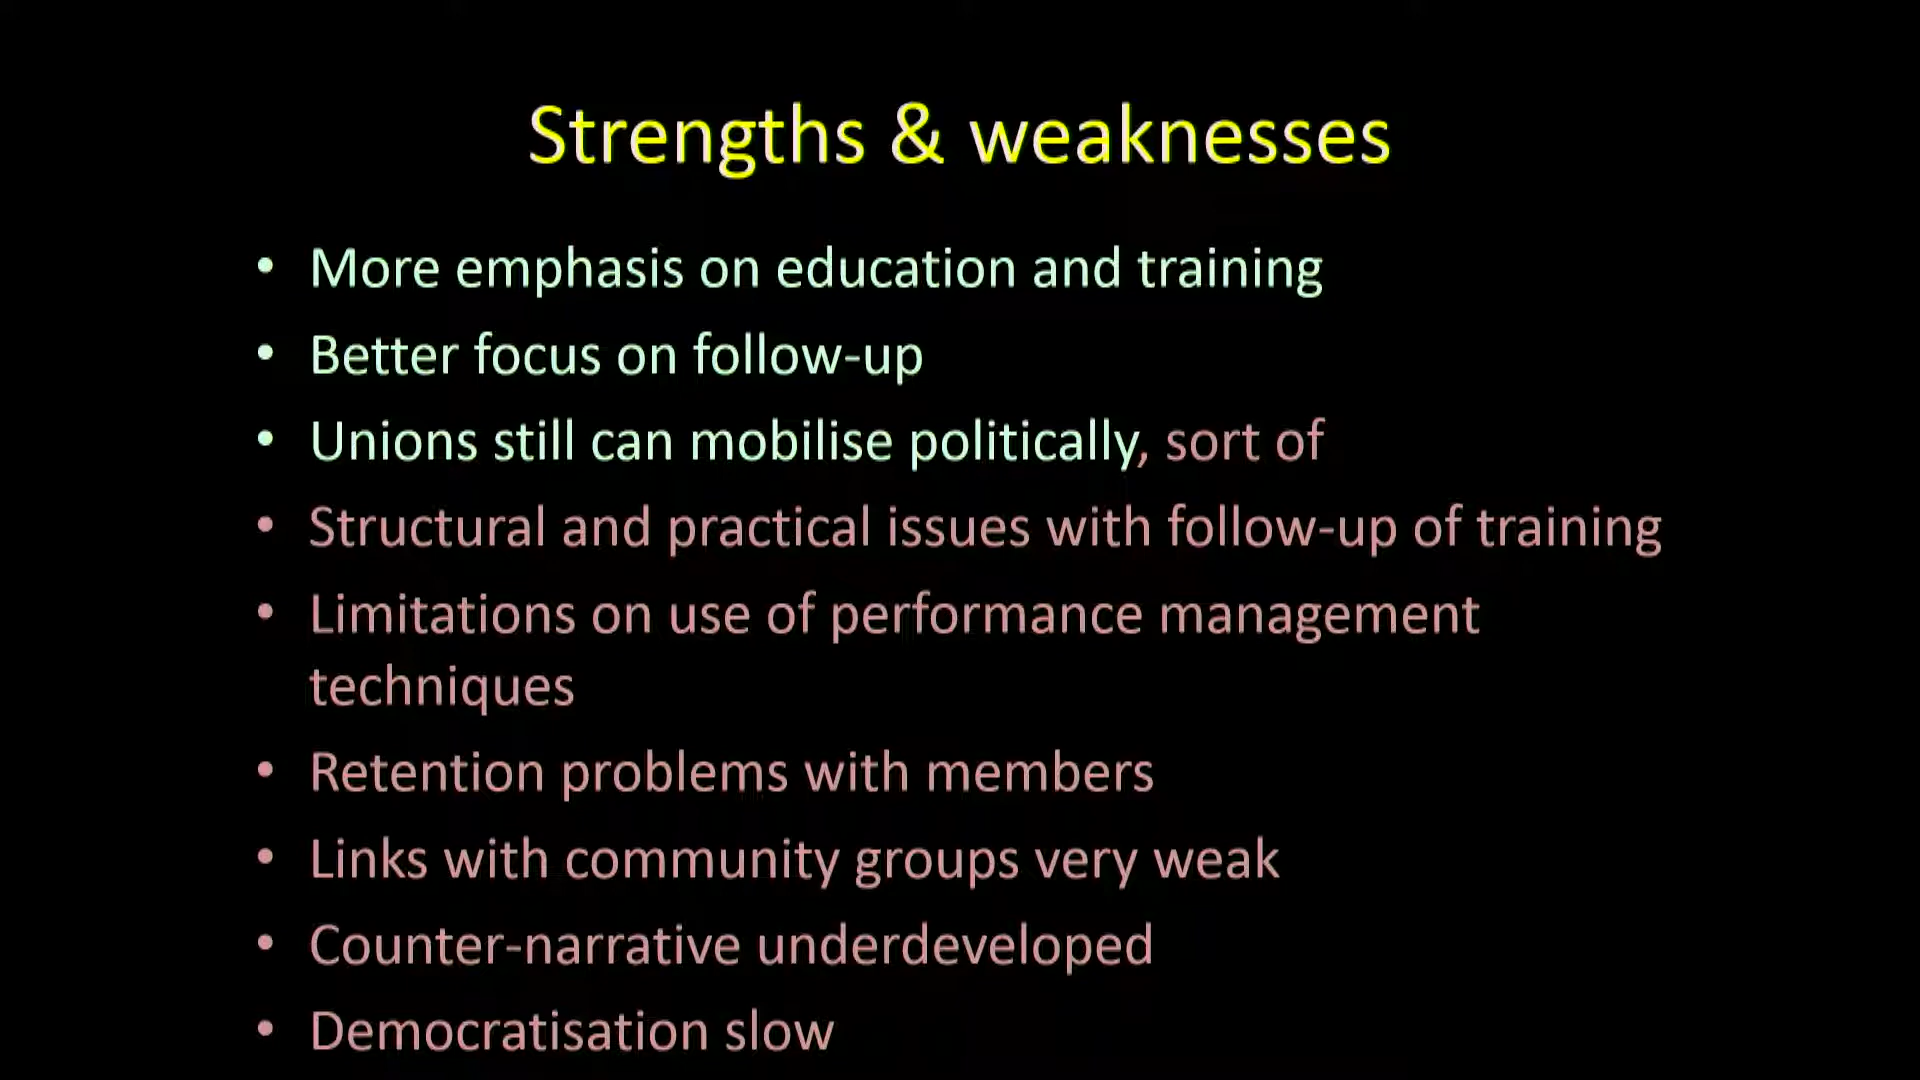 Strengths & weaknesses
• More emphasis on education and training
• Better focus on follow-up
• Unions still can mobilise politically, sort of
• Structural and practical issues with follow-up of training
• Limitations on use of performance management
techniques
• Retention problems with members
• Links with community groups very weak
• Counter-narrative underdeveloped
• Democratisation slow